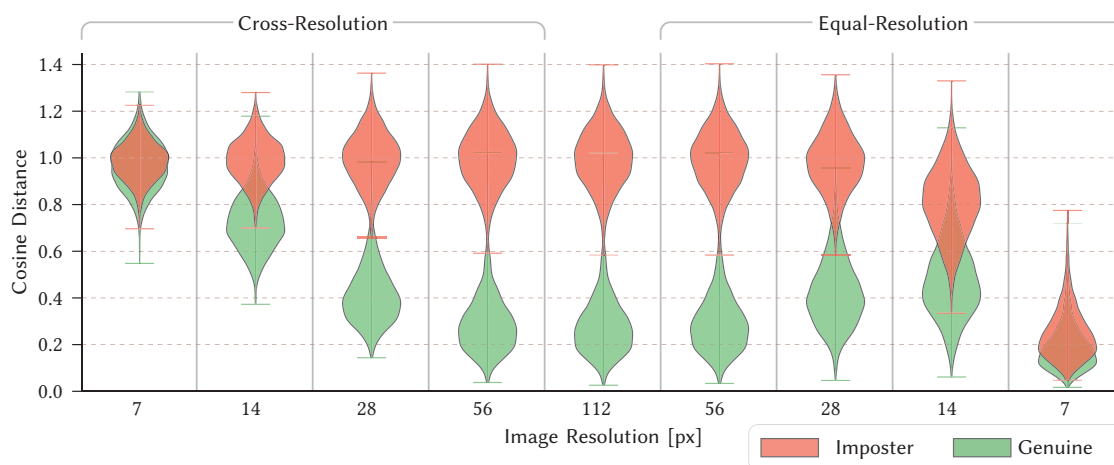 Cross-Resolution Equal-Resolution
1.4
1.2
1.0
0.8
0.6
0.4
0.2
0.0
Cosine Distance
7 14 28 56 112 56 28 14 7
Image Resolution [px]
Imposter Genuine